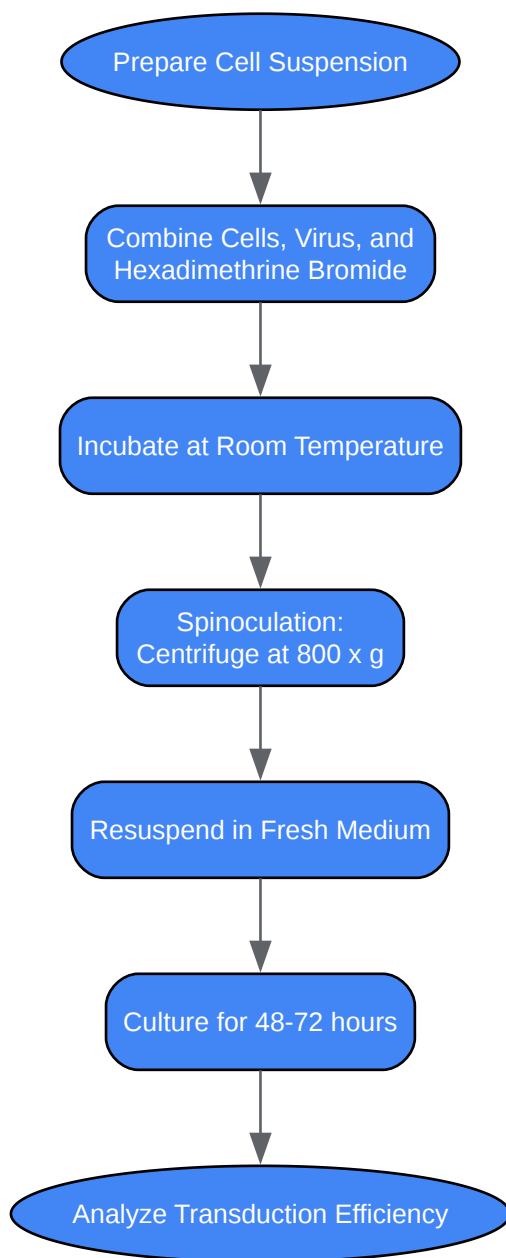 Prepare Cell Suspension
Combine Cells, Virus, and
Hexadimethrine Bromide
Incubate at Room Temperature
Spinoculation:
Centrifuge at 800 x g
Resuspend in Fresh Medium
Culture for 48-72 hours
Analyze Transduction Efficiency